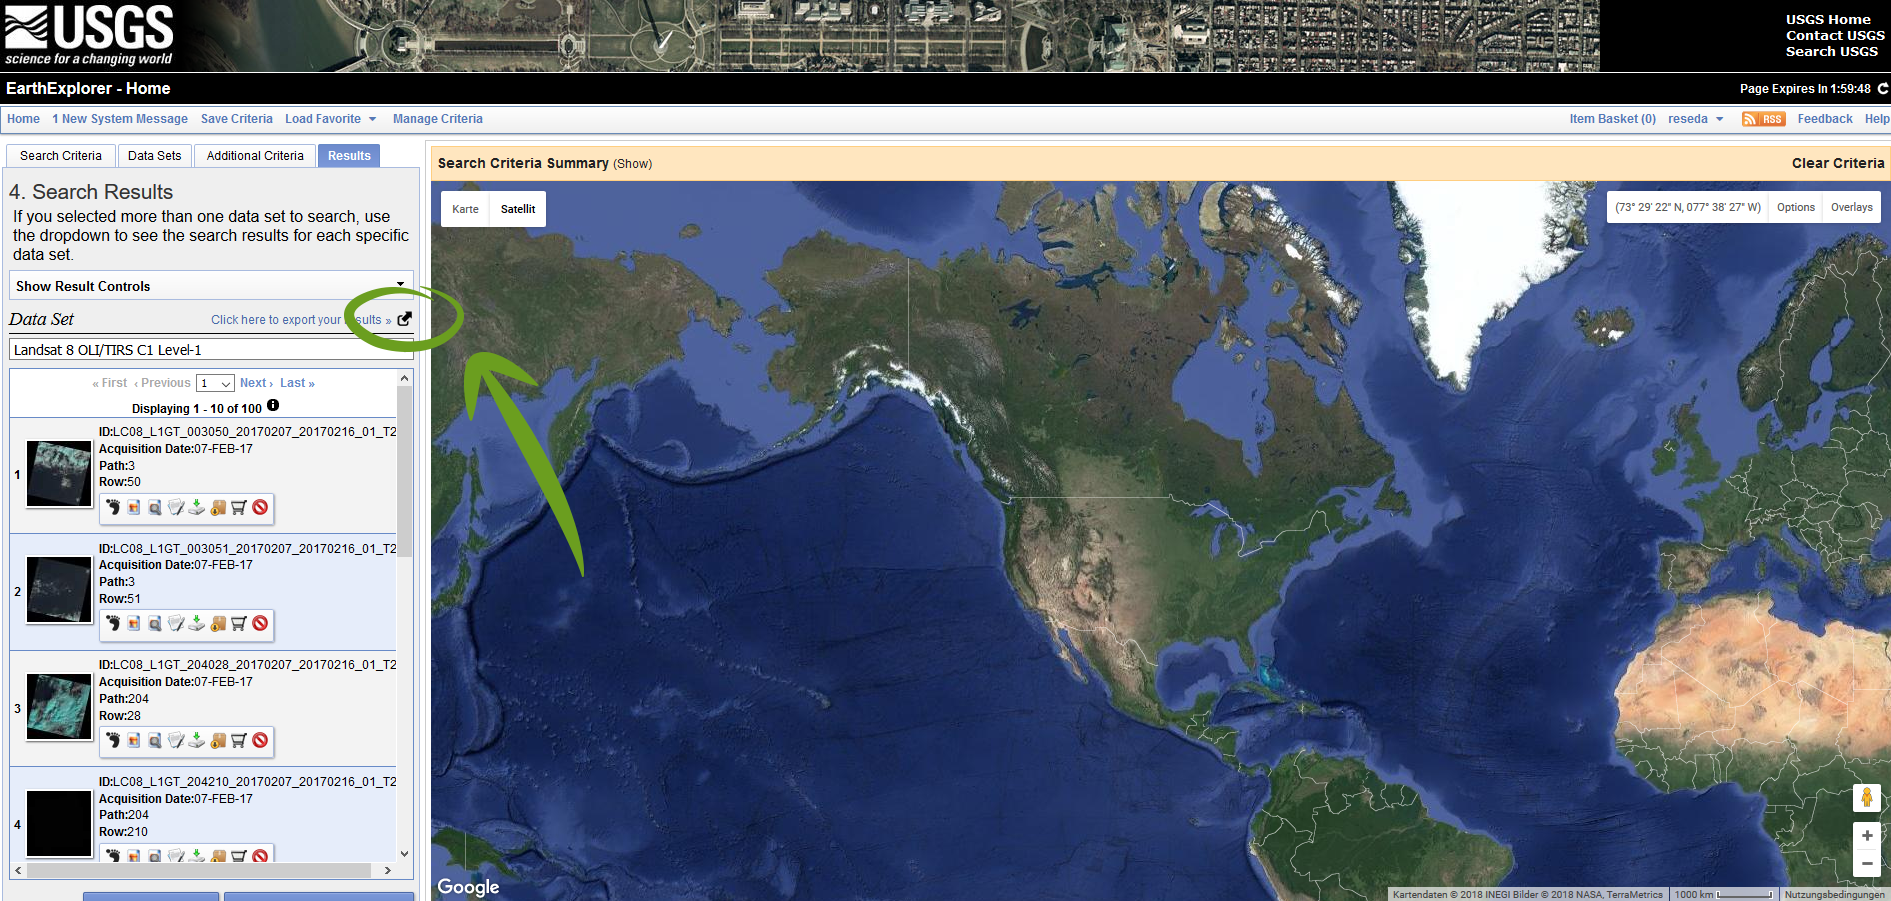 USGS
science for a changing world
USGS Home
Contact USGS
Search USGS
EarthExplorer - Home
Page Expires In 1:59:48
Home 1 New System Message Save Criteria Load Favorite Manage Criteria
Item Basket (0) reseda RSS Feedback Help
Search Criteria Data Sets Additional Criteria Results
4. Search Results
If you selected more than one data set to search, use
the dropdown to see the search results for each specific
data set.
Show Result Controls
Data Set
Click here to export your results »
Landsat 8 OLI/TIRS C1 Level-1
« First ‹ Previous 1 Next › Last »
Displaying 1 - 10 of 100
1
ID:LC08_L1GT_003050_20170207_20170216_01_T2
Acquisition Date:07-FEB-17
Path:3
Row:50
2
ID:LC08_L1GT_003051_20170207_20170216_01_T2
Acquisition Date:07-FEB-17
Path:3
Row:51
3
ID:LC08_L1GT_204028_20170207_20170216_01_T2
Acquisition Date:07-FEB-17
Path:204
Row:28
4
ID:LC08_L1GT_204210_20170207_20170216_01_T2
Acquisition Date:07-FEB-17
Path:204
Row:210
Search Criteria Summary (Show)
Clear Criteria
Karte Satellit
(73° 29' 22" N, 077° 38' 27" W) Options Overlays
Google
Kartendaten © 2018 INEGI Bilder © 2018 NASA, TerraMetrics 1000 km Nutzungsbedingungen